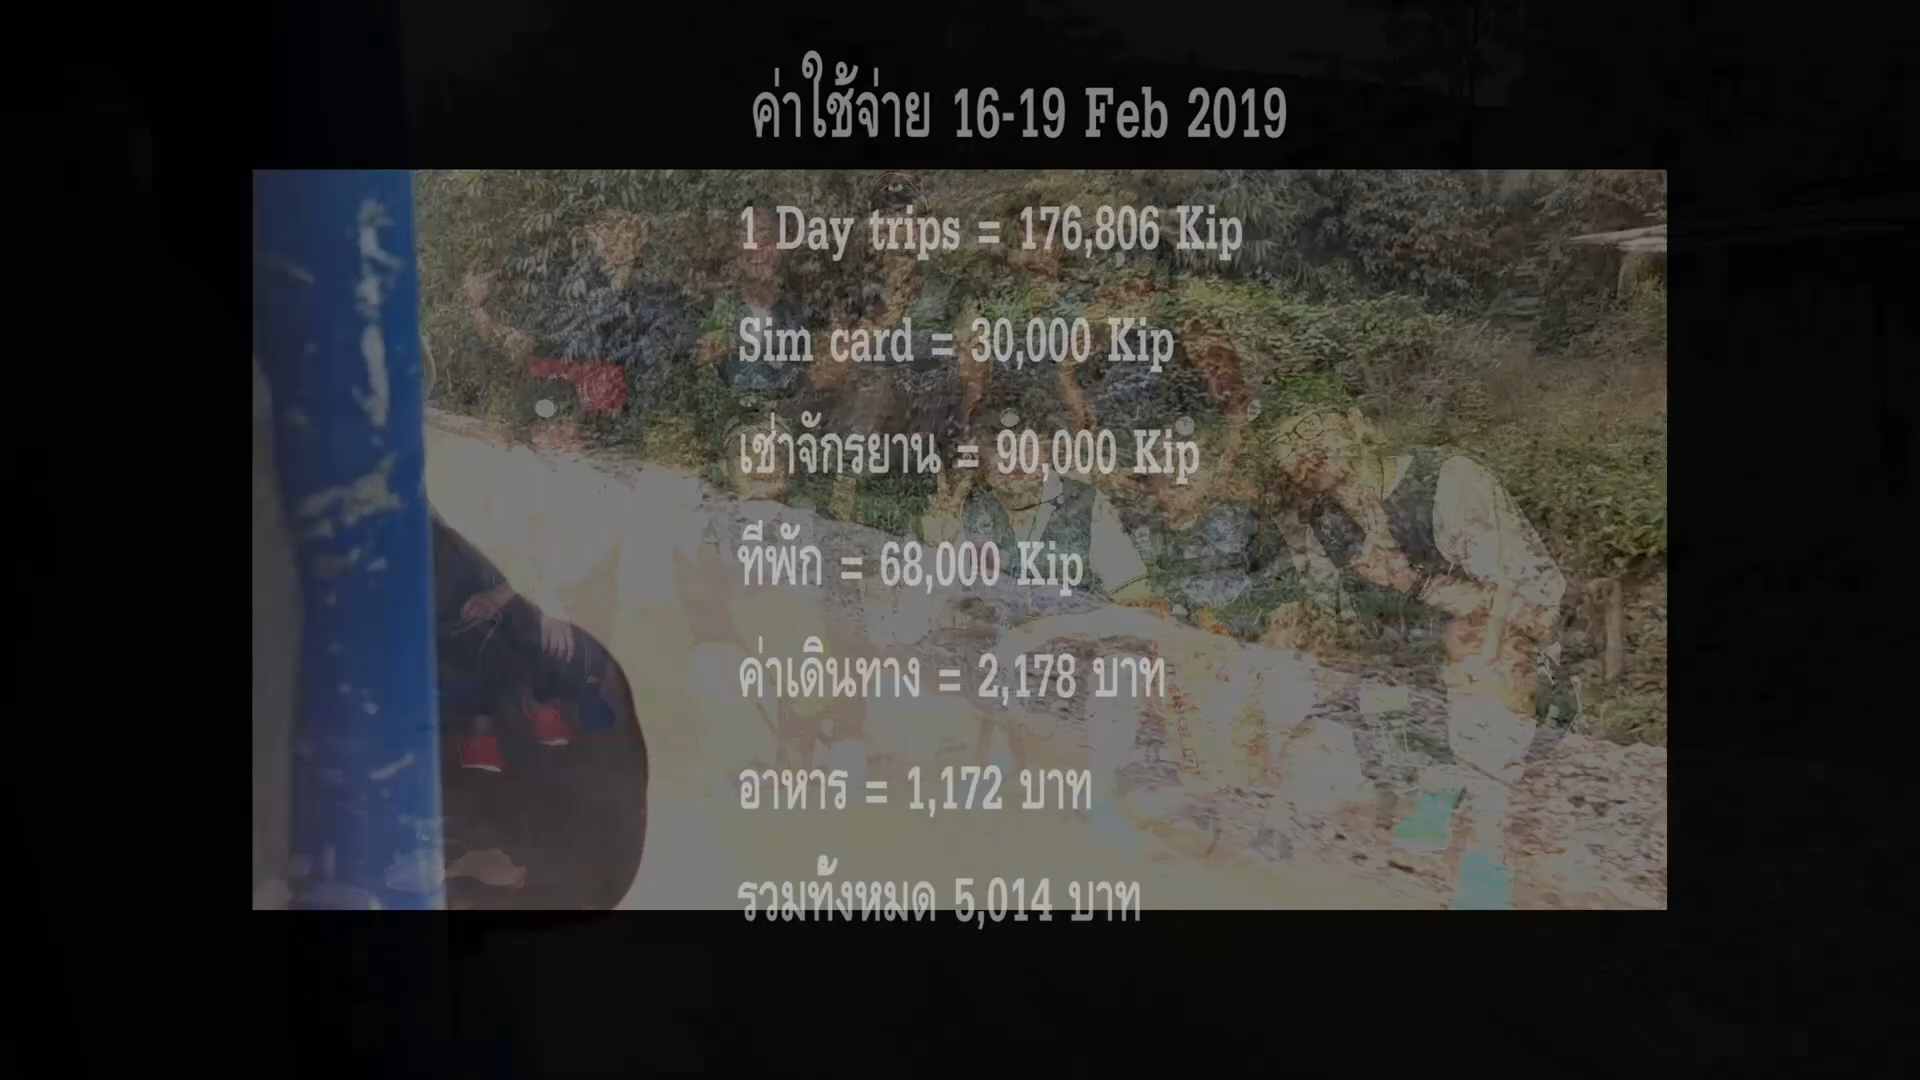 ค่าใช้จ่าย 16-19 Feb 2019
1 Day trips = 176,806 Kip
Sim card = 30,000 Kip
เช่าจักรยาน = 90,000 Kip
ที่พัก = 68,000 Kip
ค่าเดินทาง = 2,178 บาท
อาหาร = 1,172 บาท
รวมทั้งหมด 5,014 บาท